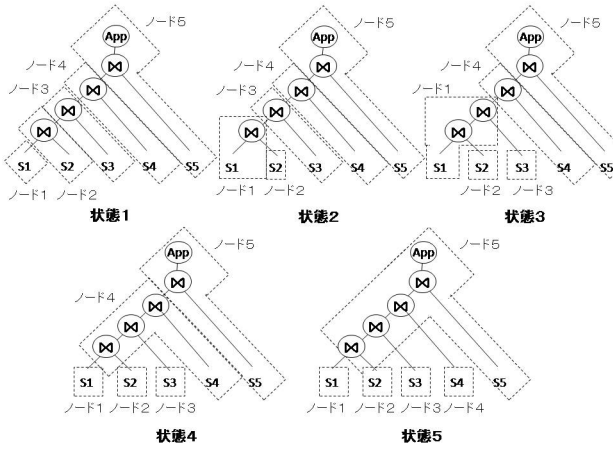 ノード5
App
⋈
ノード4
⋈
ノード3
⋈
⋈
S1 S2 S3 S4 S5
ノード1 ノード2
状態1
ノード5
App
⋈
ノード4
⋈
ノード3
⋈
⋈
S1 S2 S3 S4 S5
ノード1 ノード2
状態2
ノード5
App
⋈
ノード4
⋈
ノード1
⋈
⋈
S1 S2 S3 S4 S5
ノード2 ノード3
状態3
ノード5
App
⋈
ノード4
⋈
⋈
⋈
S1 S2 S3 S4 S5
ノード1 ノード2 ノード3
状態4
ノード5
App
⋈
⋈
⋈
⋈
S1 S2 S3 S4 S5
ノード1 ノード2 ノード3 ノード4
状態5